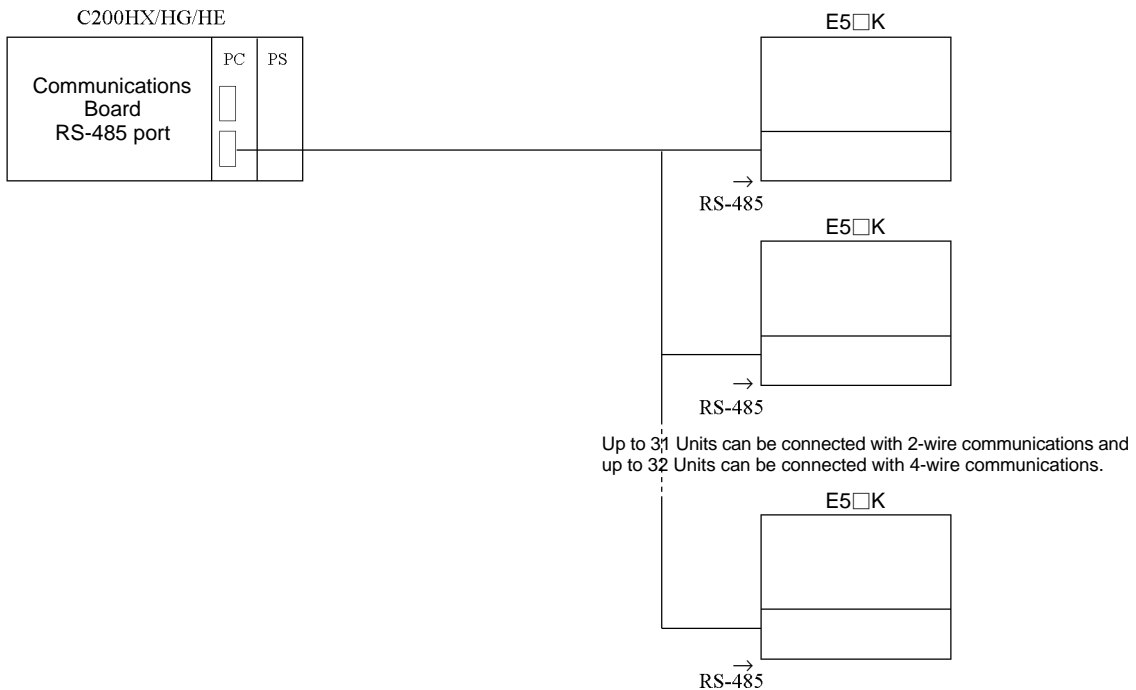 C200HX/HG/HE
PC PS
Communications
Board
RS-485 port
E5□K
→
RS-485
E5□K
→
RS-485
Up to 31 Units can be connected with 2-wire communications and
up to 32 Units can be connected with 4-wire communications.
E5□K
→
RS-485